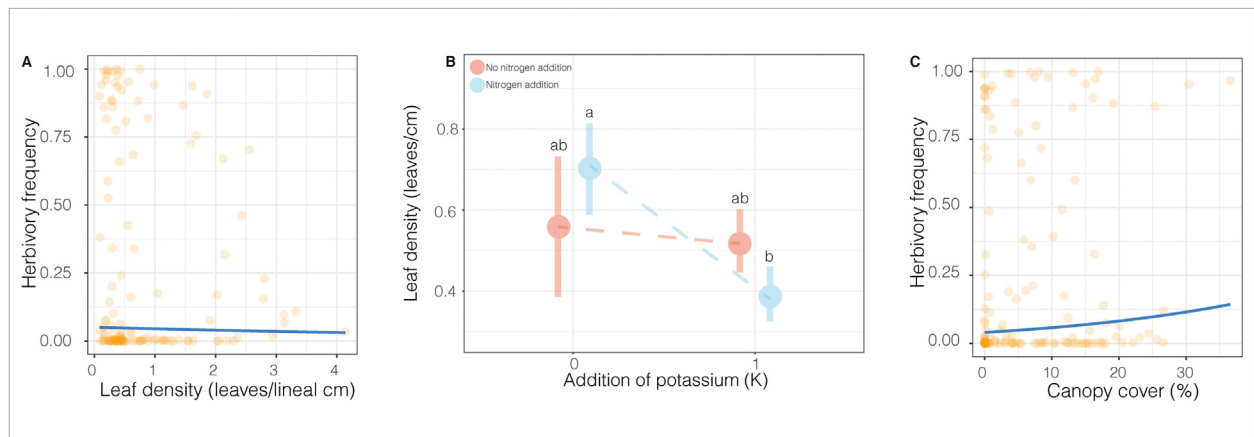 A
Herbivory frequency
1.00
0.75
0.50
0.25
0.00
0
1
2
3
4
Leaf density (leaves/lineal cm)
B
No nitrogen addition
Nitrogen addition
Leaf density (leaves/cm)
0.8
0.6
0.4
ab
a
ab
b
0
1
Addition of potassium (K)
C
Herbivory frequency
1.00
0.75
0.50
0.25
0.00
0
10
20
30
Canopy cover (%)